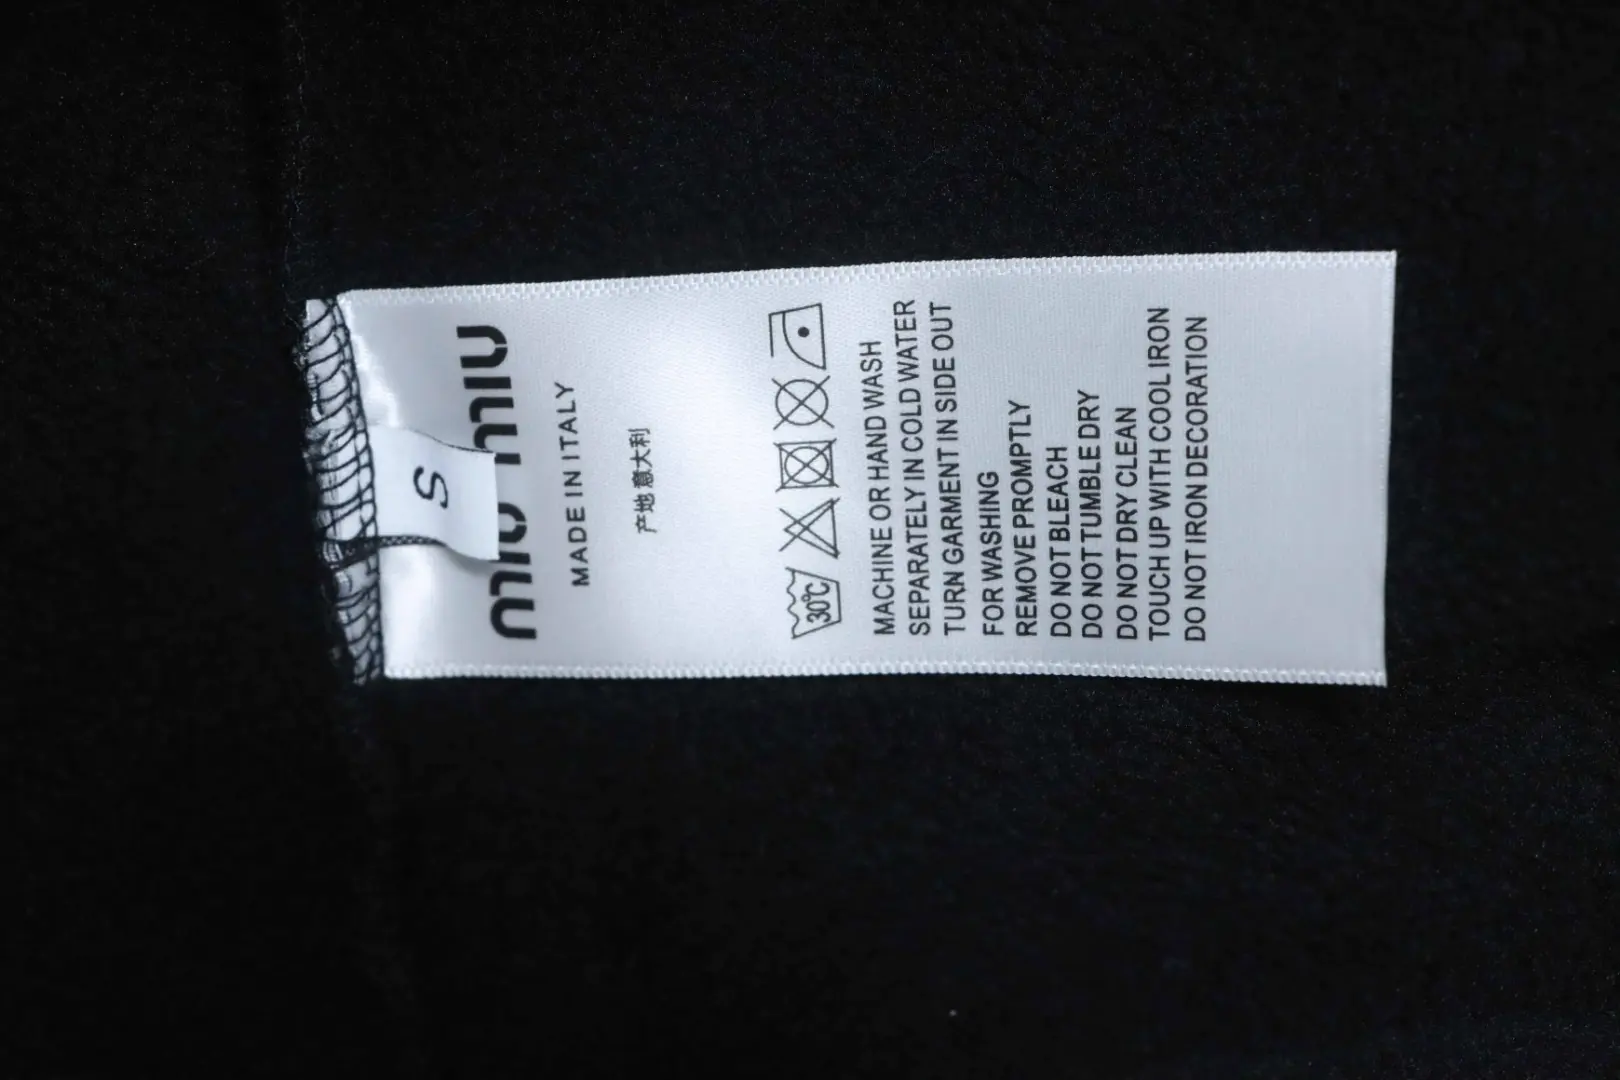 miu miu
S
MADE IN ITALY
产地 意大利
30℃
MACHINE OR HAND WASH
SEPARATELY IN COLD WATER
TURN GARMENT IN SIDE OUT
FOR WASHING
REMOVE PROMPTLY
DO NOT BLEACH
DO NOT TUMBLE DRY
DO NOT DRY CLEAN
TOUCH UP WITH COOL IRON
DO NOT IRON DECORATION